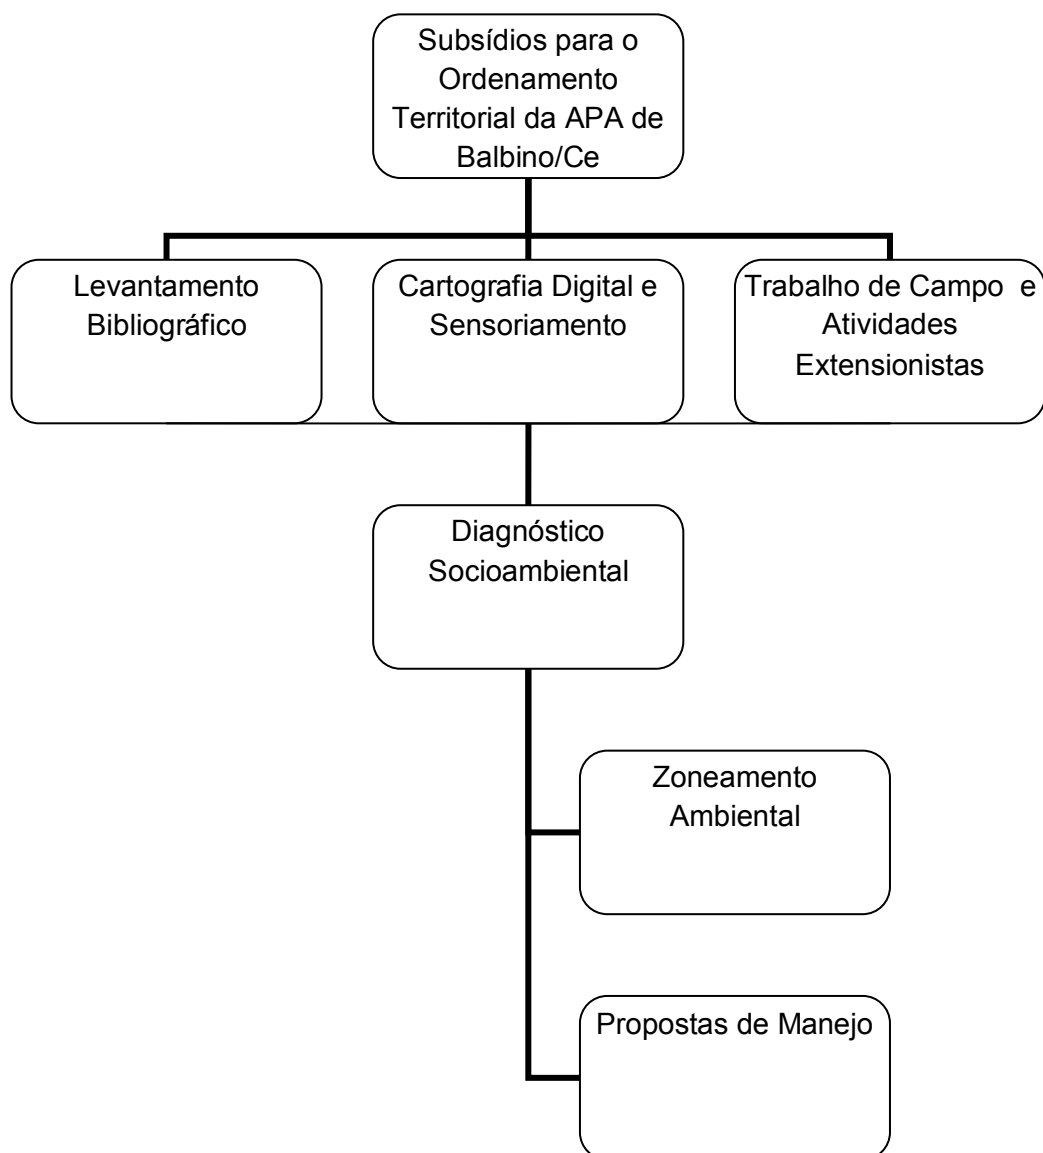 Subsídios para o
Ordenamento
Territorial da APA de
Balbino/Ce
Levantamento
Bibliográfico
Cartografia Digital e
Sensoriamento
Trabalho de Campo e
Atividades
Extensionistas
Diagnóstico
Socioambiental
Zoneamento
Ambiental
Propostas de Manejo